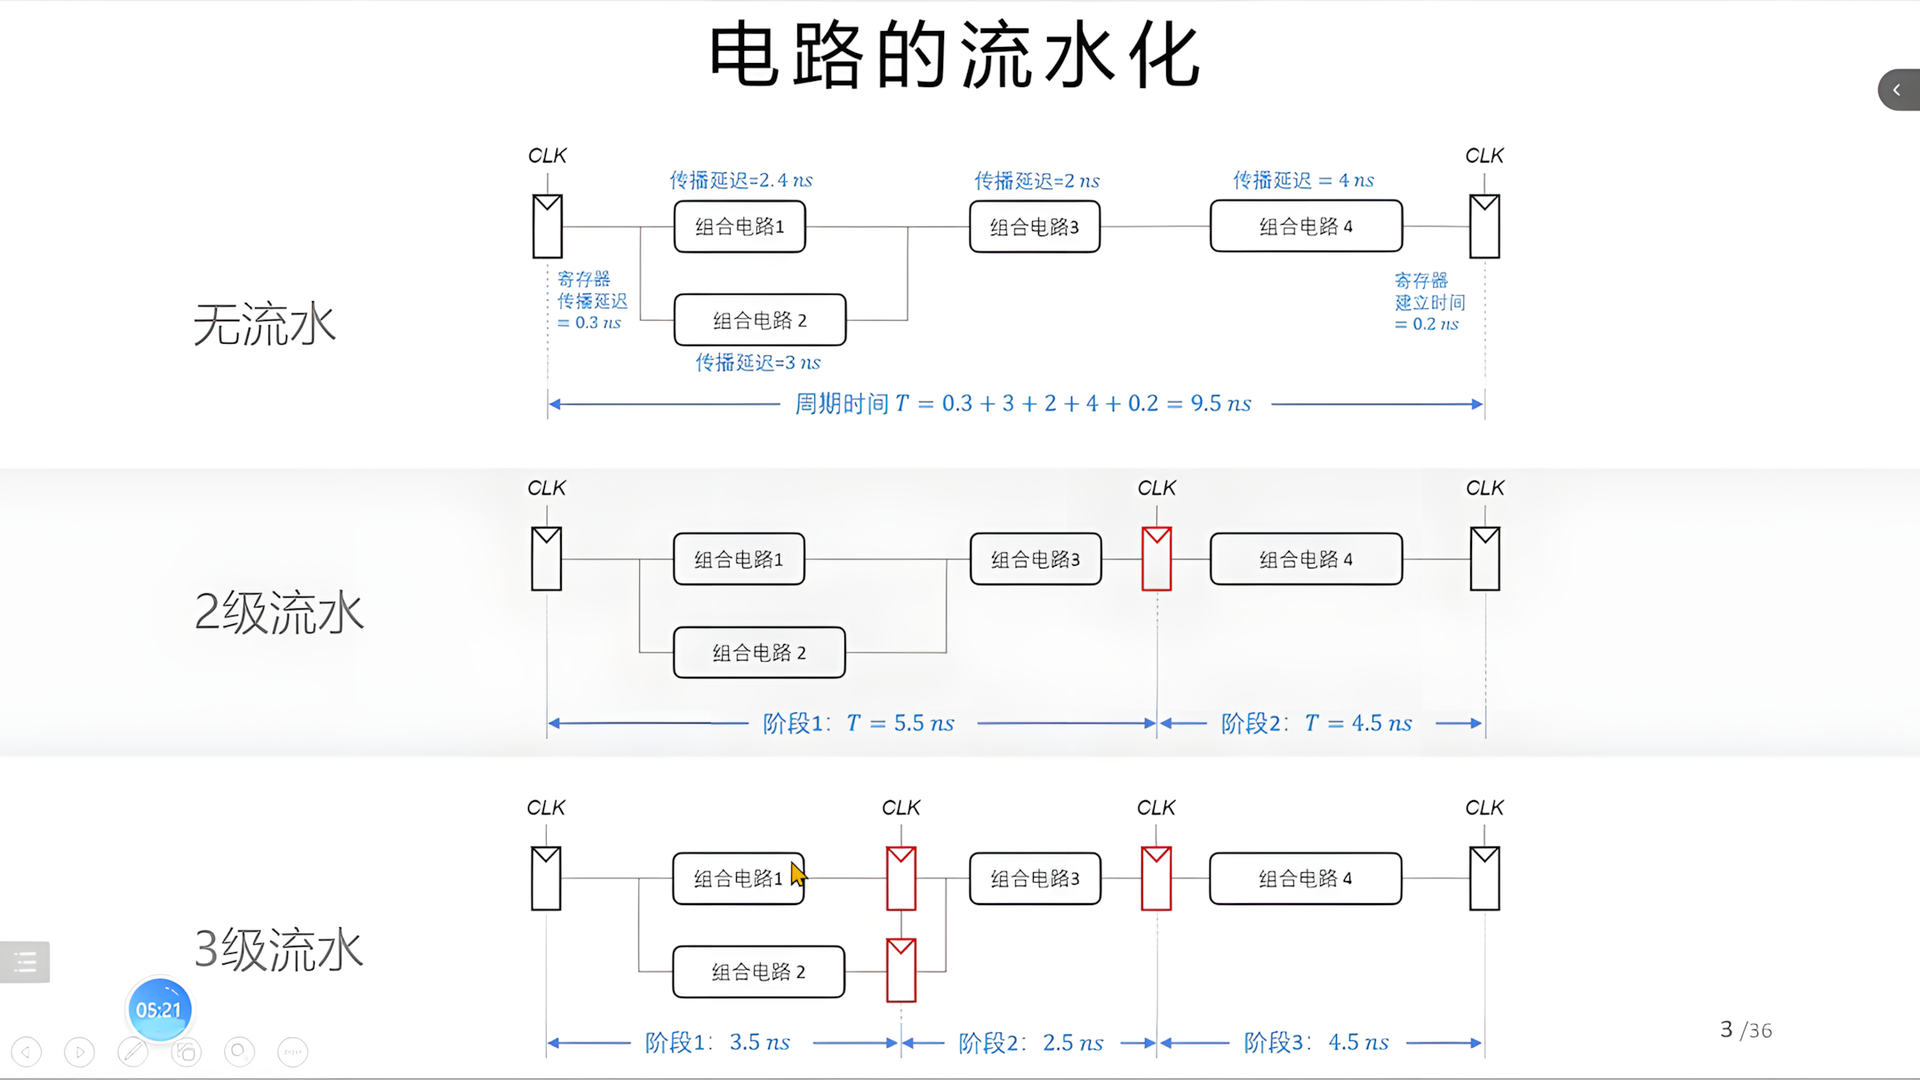 电路的流水化
CLK
CLK
传播延迟=2.4 ns
传播延迟=2 ns
传播延迟 = 4 ns
组合电路1
组合电路3
组合电路 4
寄存器
传播延迟
= 0.3 ns
寄存器
建立时间
= 0.2 ns
无流水
组合电路 2
传播延迟=3 ns
周期时间 T = 0.3 + 3 + 2 + 4 + 0.2 = 9.5 ns
CLK
CLK
CLK
组合电路1
组合电路3
组合电路 4
2级流水
组合电路 2
阶段1: T = 5.5 ns
阶段2: T = 4.5 ns
CLK
CLK
CLK
CLK
组合电路1
组合电路3
组合电路 4
3级流水
组合电路 2
05:21
阶段1: 3.5 ns
阶段2: 2.5 ns
阶段3: 4.5 ns
3 /36